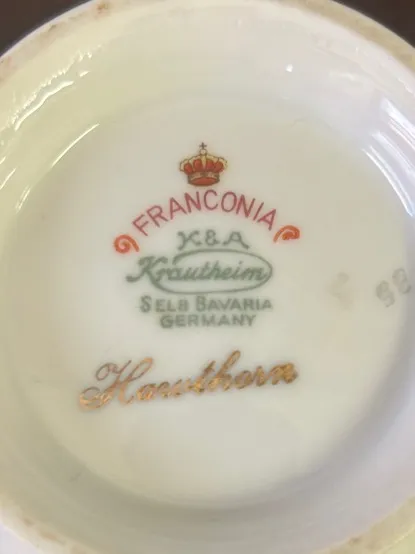 FRANCONIA
K&A
Krautheim
SELB BAVARIA
GERMANY
Hawthorn